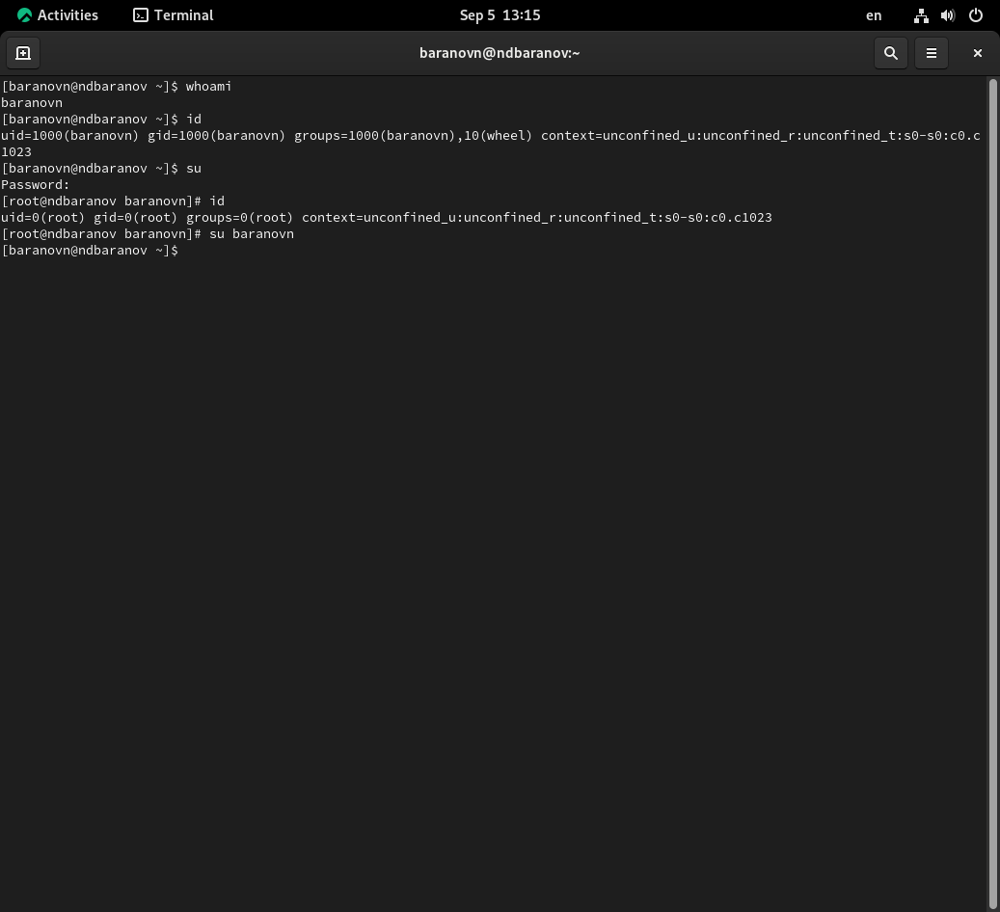 Activities Terminal Sep 5 13:15 en
baranovn@ndbaranov:~
[baranovn@ndbaranov ~]$ whoami
baranovn
[baranovn@ndbaranov ~]$ id
uid=1000(baranovn) gid=1000(baranovn) groups=1000(baranovn),10(wheel) context=unconfined_u:unconfined_r:unconfined_t:s0-s0:c0.c
1023
[baranovn@ndbaranov ~]$ su
Password:
[root@ndbaranov baranovn]# id
uid=0(root) gid=0(root) groups=0(root) context=unconfined_u:unconfined_r:unconfined_t:s0-s0:c0.c1023
[root@ndbaranov baranovn]# su baranovn
[baranovn@ndbaranov ~]$